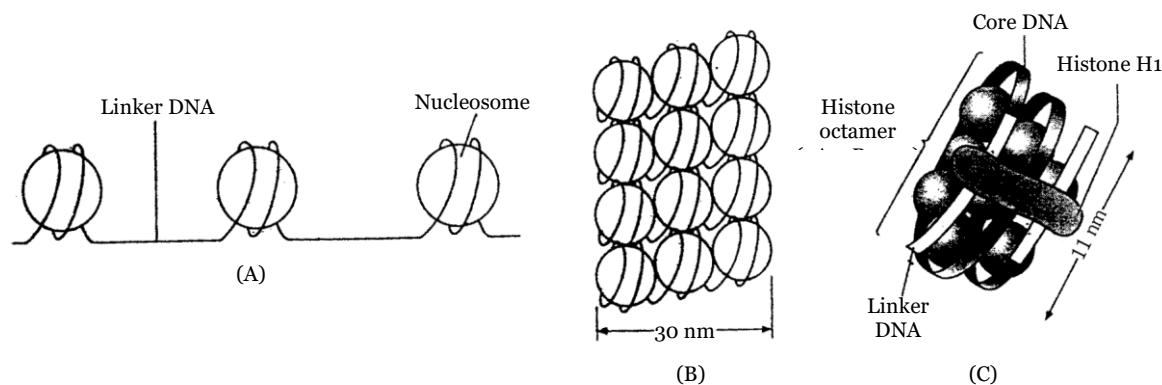 Linker DNA
Nucleosome
(A)
30 nm
(B)
Core DNA
Histone H1
Histone
octamer
11 nm
Linker
DNA
(C)